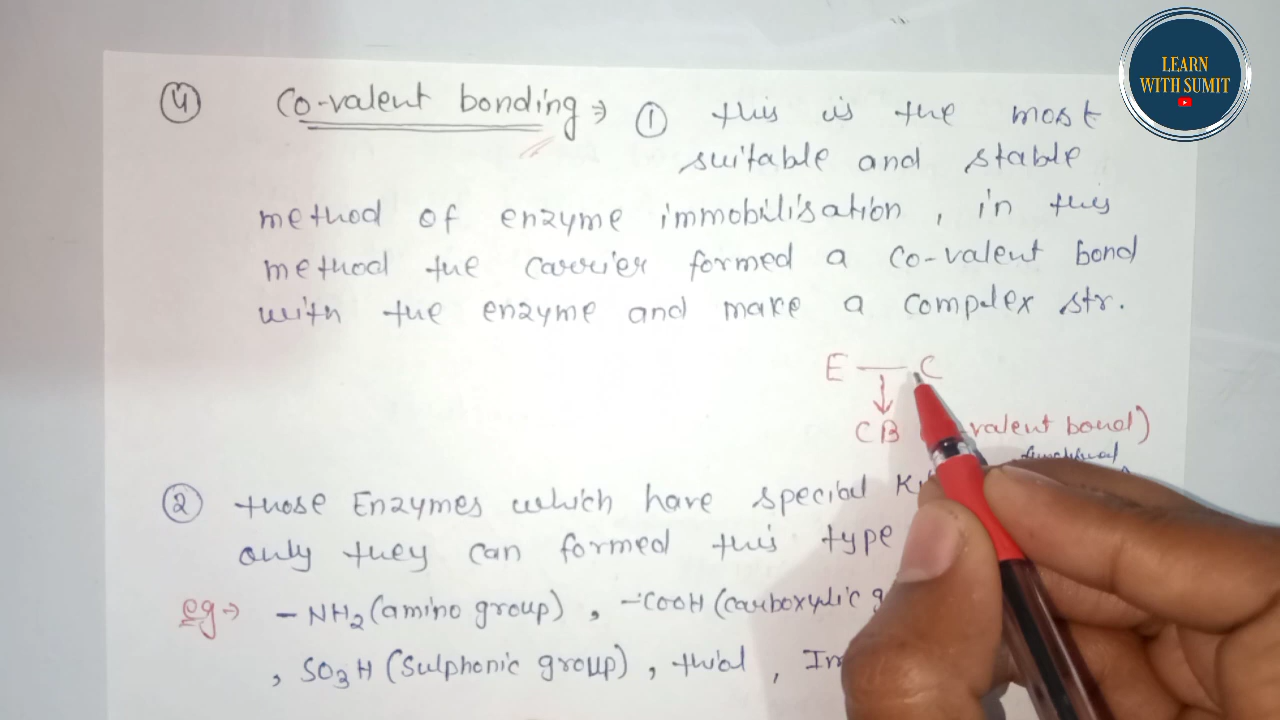 LEARN
WITH SUMIT
④ Co-valent bonding ⇒ ① this is the most
suitable and stable
method of enzyme immobilisation, in this
method the carrier formed a co-valent bond
with the enzyme and make a complex str.
E — C
↓
CB valent bond)
functional
② those Enzymes which have special
only they can formed this type
eg → - NH₂ (amino group), -COOH (carboxylic
, SO₃H (Sulphonic group), thiol,